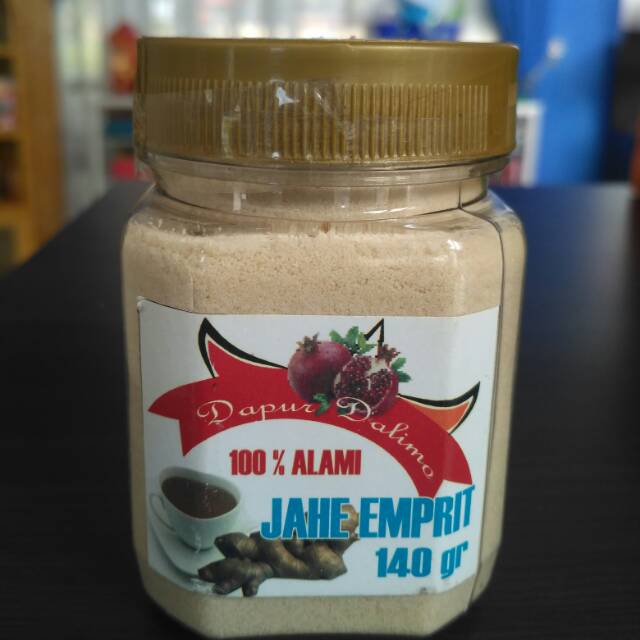 Dapur Dalimo
100 % ALAMI
JAHE EMPRIT
140 gr